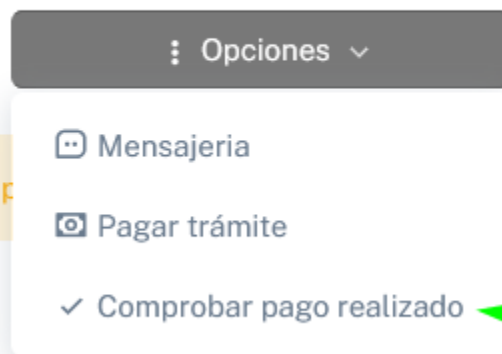 Opciones
Mensajeria
p
Pagar trámite
Comprobar pago realizado